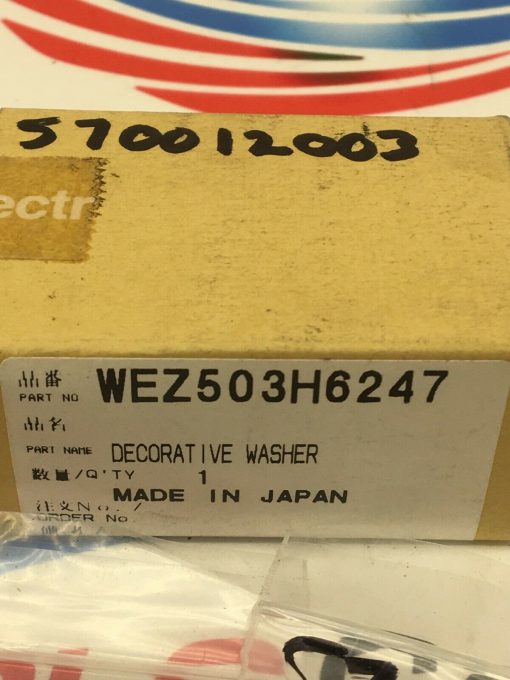 570012003
ectr
品番
PART NO WEZ503H6247
品名
PART NAME DECORATIVE WASHER
数量/Q'TY 1
MADE IN JAPAN
注文No. /
ORDER No.